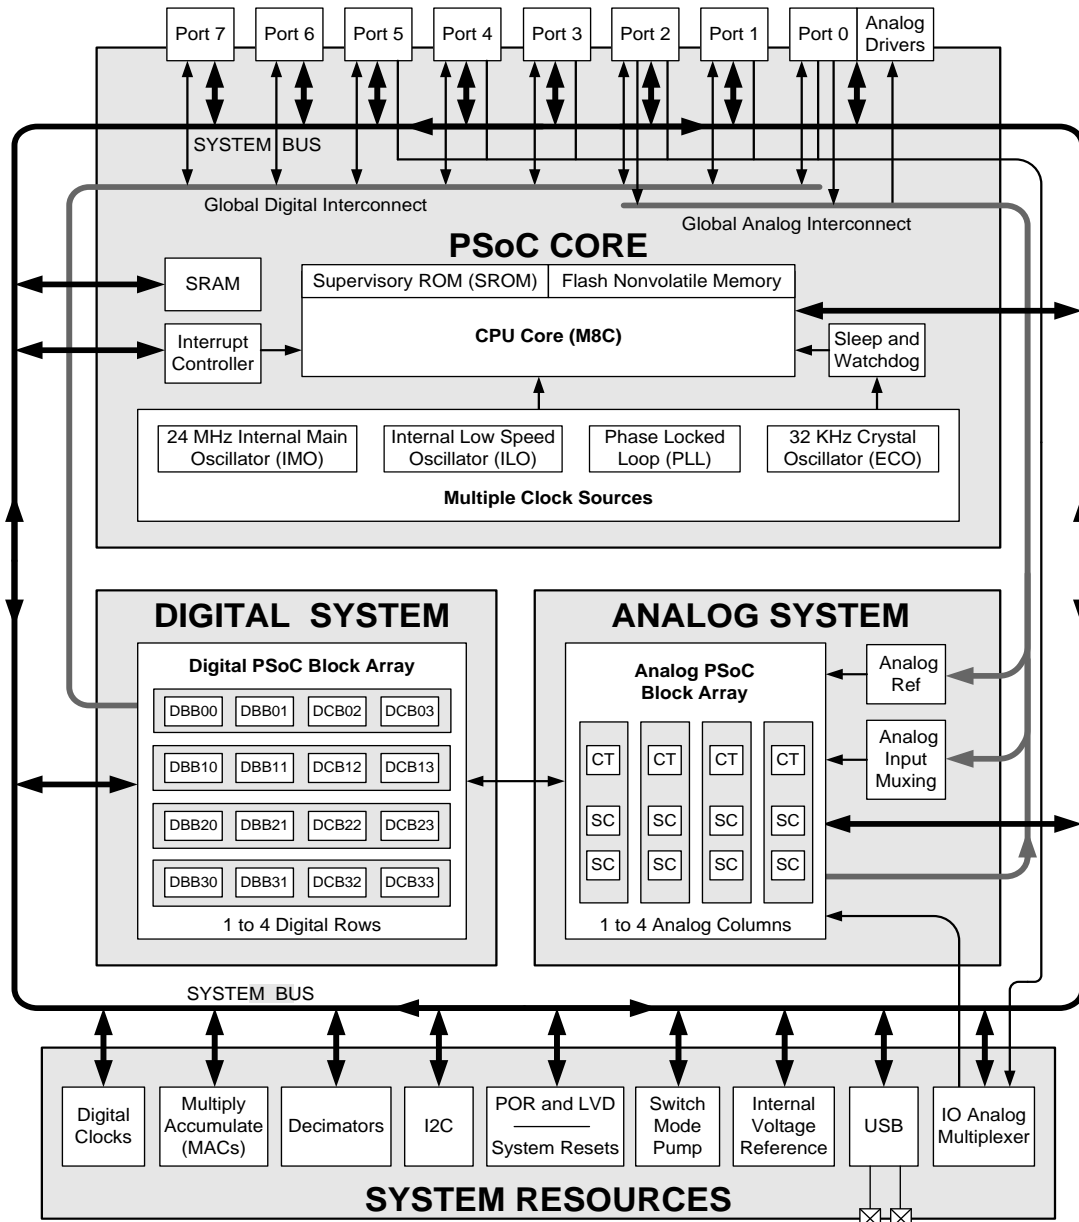 Port 7 Port 6 Port 5 Port 4 Port 3 Port 2 Port 1 Port 0 Analog
Drivers
SYSTEM BUS
Global Digital Interconnect
Global Analog Interconnect
PSoC CORE
SRAM
Supervisory ROM (SROM) Flash Nonvolatile Memory
CPU Core (M8C)
Interrupt
Controller
Sleep and
Watchdog
24 MHz Internal Main
Oscillator (IMO)
Internal Low Speed
Oscillator (ILO)
Phase Locked
Loop (PLL)
32 KHz Crystal
Oscillator (ECO)
Multiple Clock Sources
DIGITAL SYSTEM
Digital PSoC Block Array
DBB00 DBB01 DCB02 DCB03
DBB10 DBB11 DCB12 DCB13
DBB20 DBB21 DCB22 DCB23
DBB30 DBB31 DCB32 DCB33
1 to 4 Digital Rows
ANALOG SYSTEM
Analog PSoC
Block Array
CT CT CT CT
SC SC SC SC
SC SC SC SC
1 to 4 Analog Columns
Analog
Ref
Analog
Input
Muxing
SYSTEM BUS
Digital
Clocks
Multiply
Accumulate
(MACs)
Decimators
I2C
POR and LVD
System Resets
Switch
Mode
Pump
Internal
Voltage
Reference
USB
IO Analog
Multiplexer
SYSTEM RESOURCES